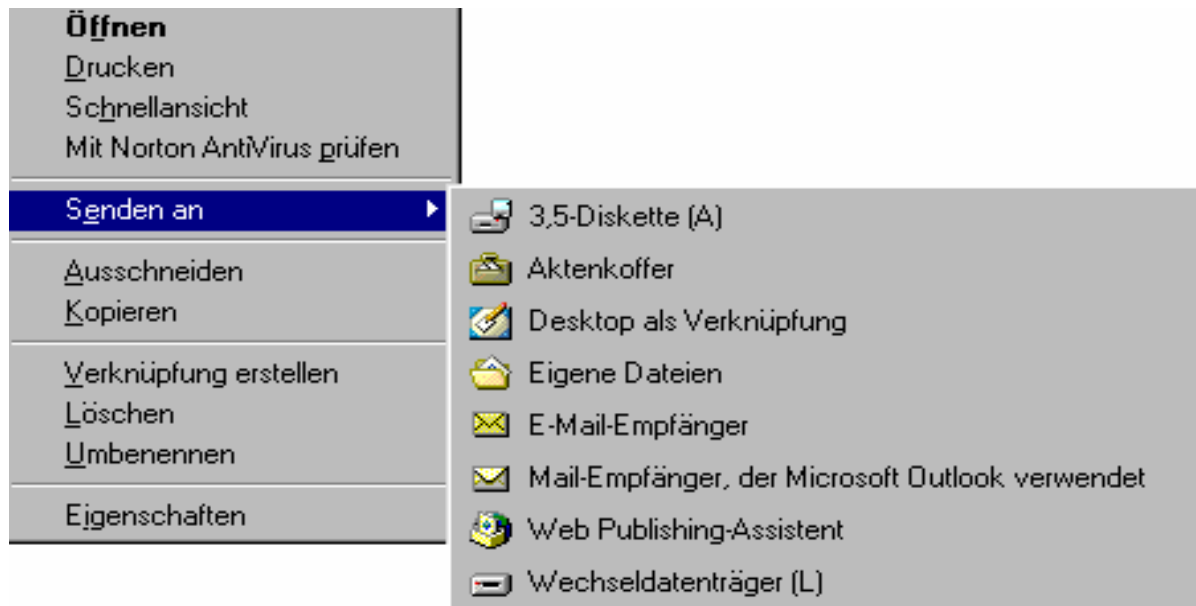 Öffnen
Drucken
Schnellansicht
Mit Norton AntiVirus prüfen
Senden an
Ausschneiden
Kopieren
Verknüpfung erstellen
Löschen
Umbenennen
Eigenschaften
3,5-Diskette (A)
Aktenkoffer
Desktop als Verknüpfung
Eigene Dateien
E-Mail-Empfänger
Mail-Empfänger, der Microsoft Outlook verwendet
Web Publishing-Assistent
Wechseldatenträger (L)